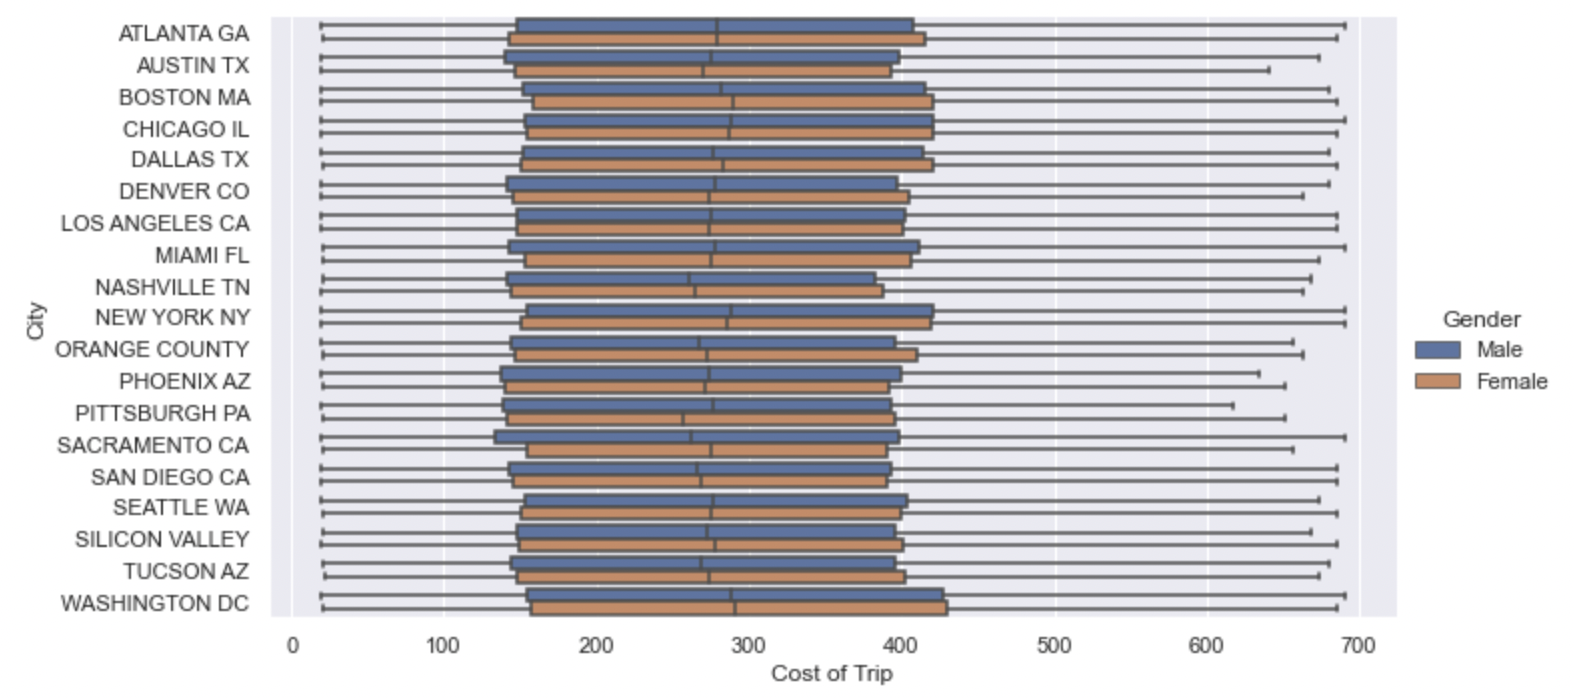 ATLANTA GA
AUSTIN TX
BOSTON MA
CHICAGO IL
DALLAS TX
DENVER CO
LOS ANGELES CA
MIAMI FL
NASHVILLE TN
NEW YORK NY
ORANGE COUNTY
PHOENIX AZ
PITTSBURGH PA
SACRAMENTO CA
SAN DIEGO CA
SEATTLE WA
SILICON VALLEY
TUCSON AZ
WASHINGTON DC
City
0 100 200 300 400 500 600 700
Cost of Trip
Gender
Male
Female